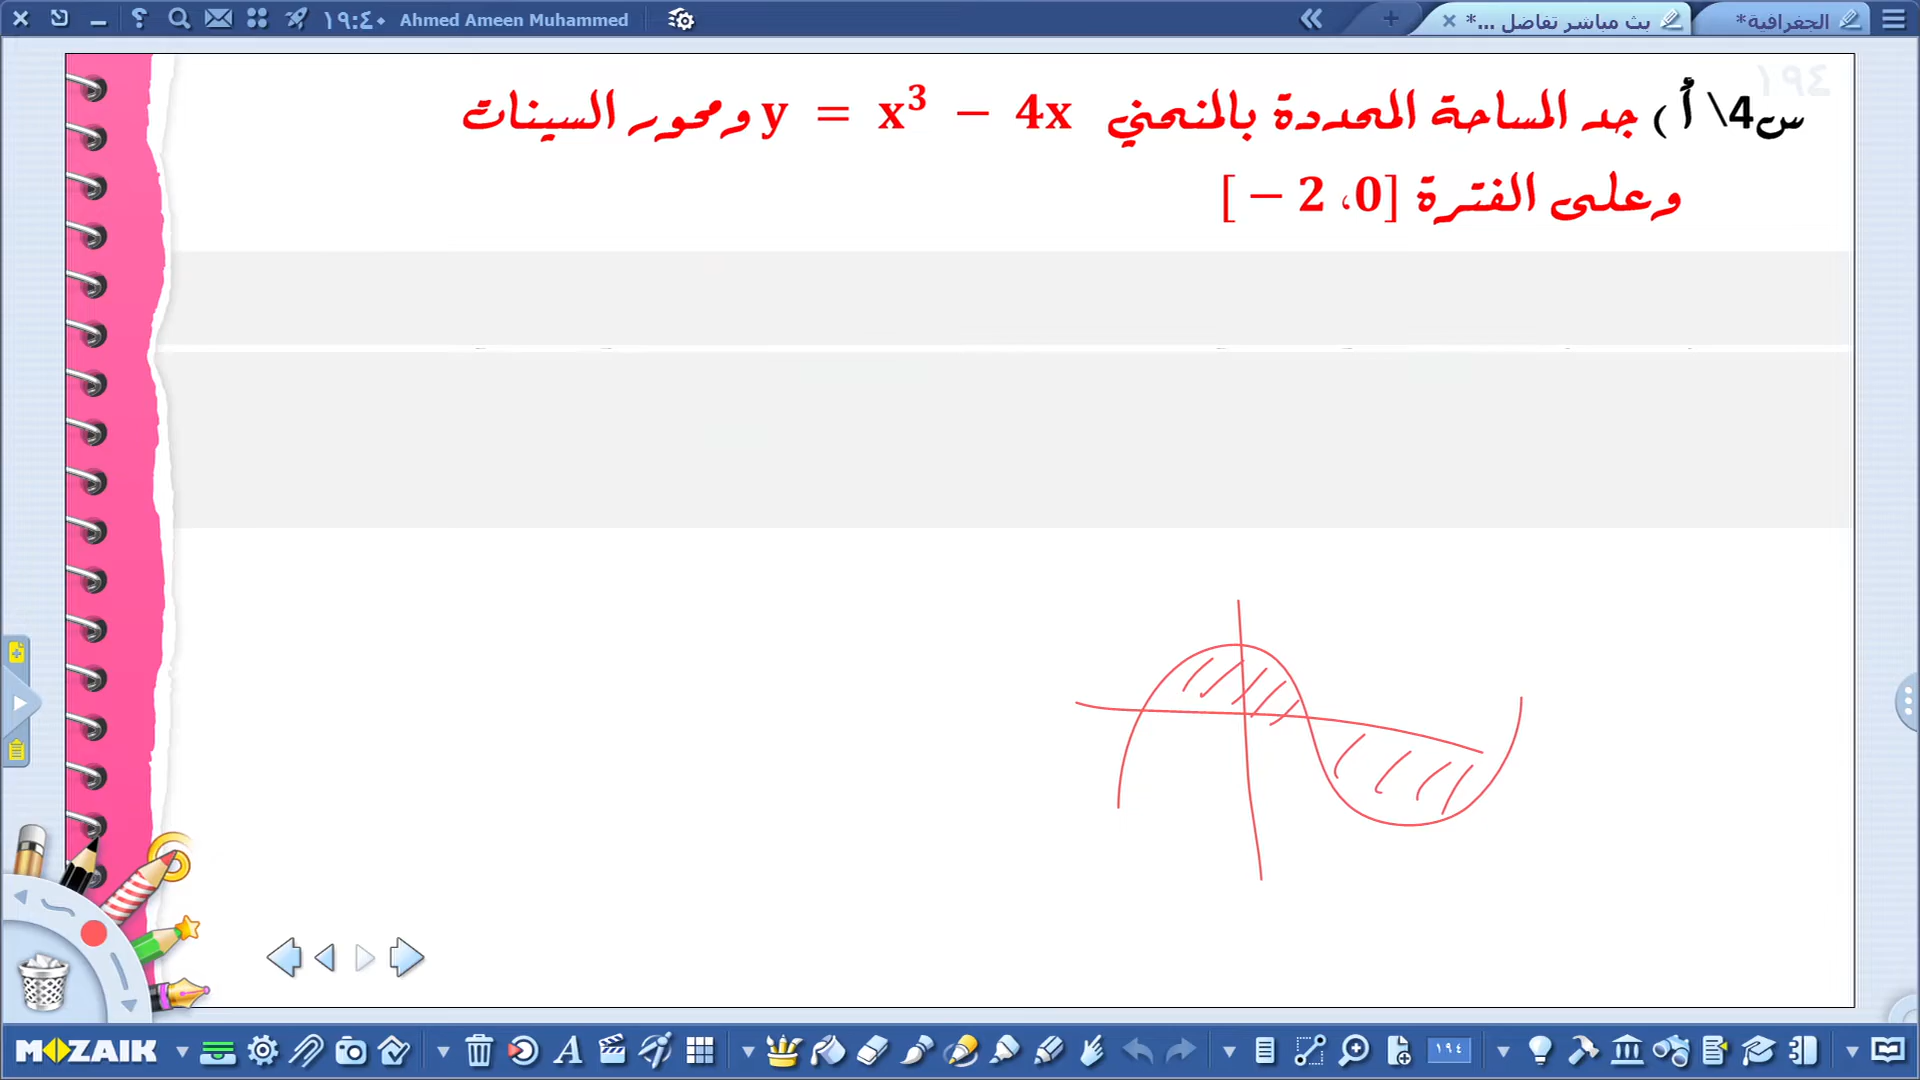 ١٩:٤٠ Ahmed Ameen Muhammed
بث مباشر تفاضل ...*
الجغرافية*
١٩٤
س4\ أ ) جد المساحة المحددة بالمنحني y = x³ − 4x ومحور السينات
وعلى الفترة [0، 2 − ]
MOZAIK
١٩٤